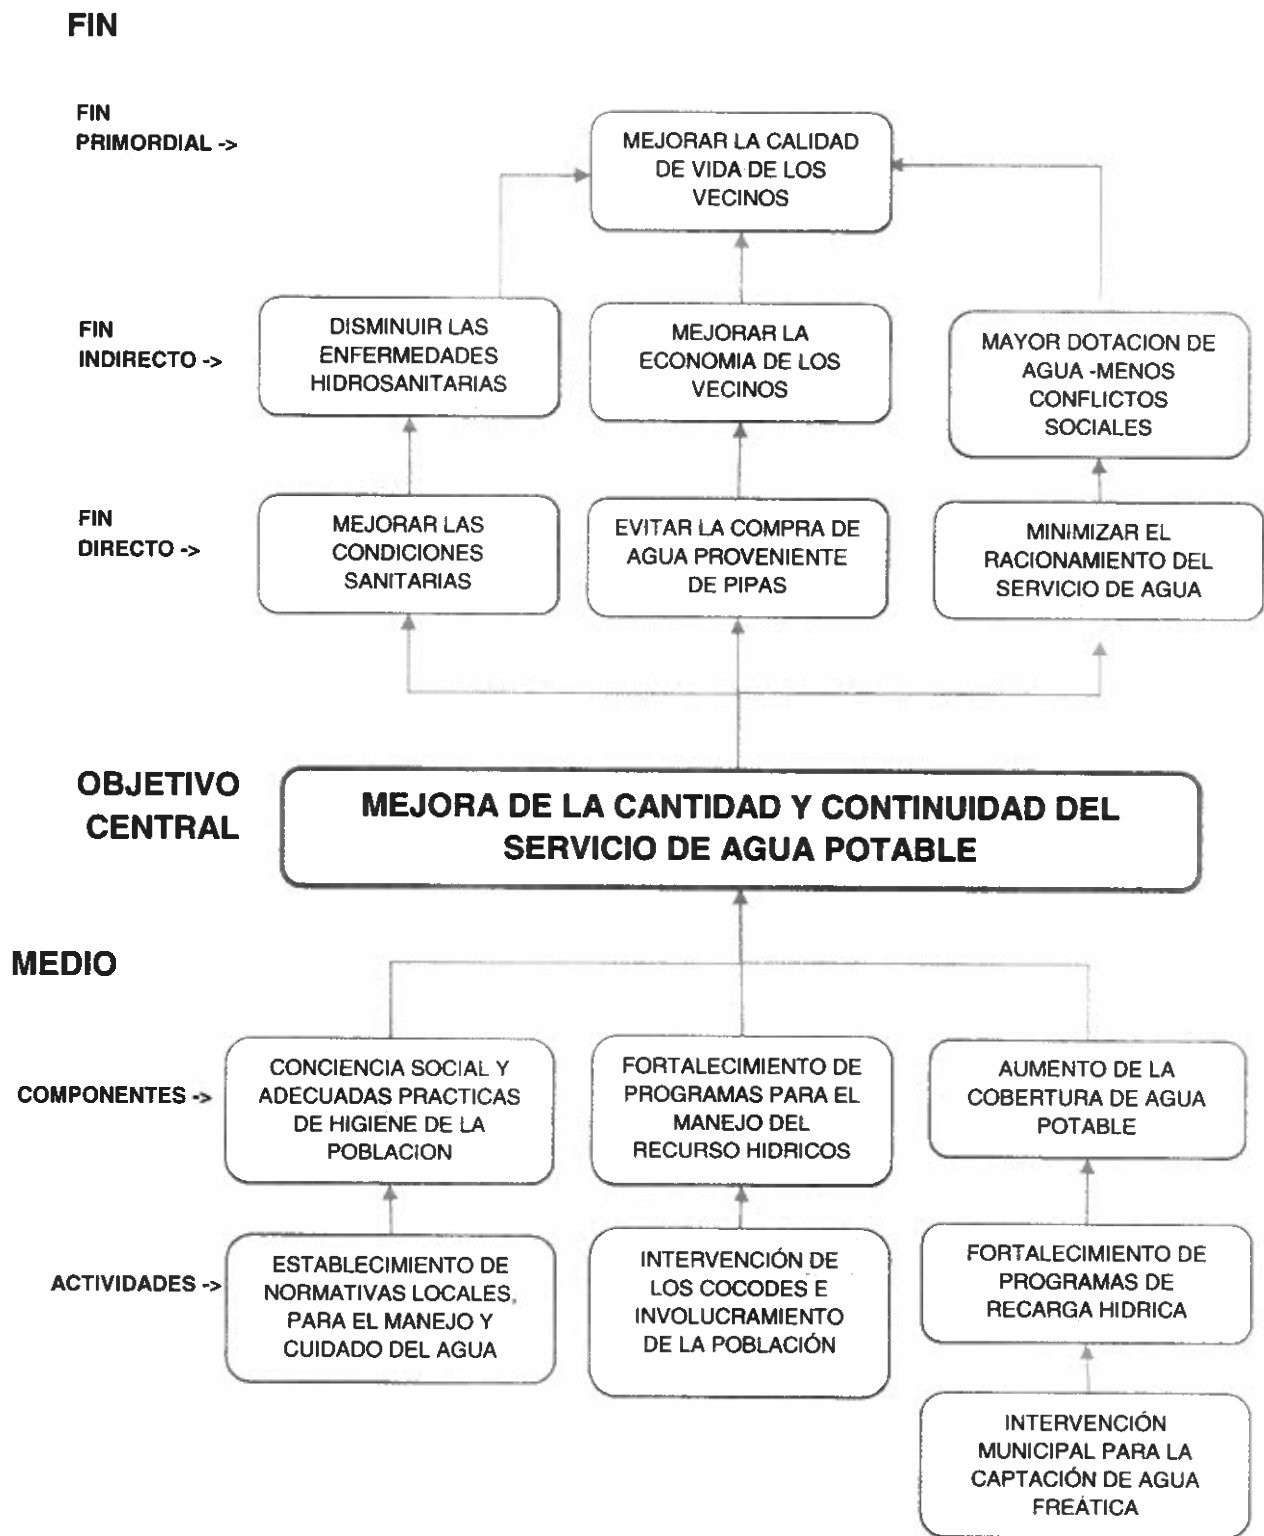 FIN
FIN
PRIMORDIAL ->
MEJORAR LA CALIDAD
DE VIDA DE LOS
VECINOS
FIN
INDIRECTO ->
DISMINUIR LAS
ENFERMEDADES
HIDROSANITARIAS
MEJORAR LA
ECONOMIA DE LOS
VECINOS
MAYOR DOTACION DE
AGUA -MENOS
CONFLICTOS
SOCIALES
FIN
DIRECTO ->
MEJORAR LAS
CONDICIONES
SANITARIAS
EVITAR LA COMPRA DE
AGUA PROVENIENTE
DE PIPAS
MINIMIZAR EL
RACIONAMIENTO DEL
SERVICIO DE AGUA
OBJETIVO
CENTRAL
MEJORA DE LA CANTIDAD Y CONTINUIDAD DEL
SERVICIO DE AGUA POTABLE
MEDIO
COMPONENTES ->
CONCIENCIA SOCIAL Y
ADECUADAS PRACTICAS
DE HIGIENE DE LA
POBLACION
FORTALECIMIENTO DE
PROGRAMAS PARA EL
MANEJO DEL
RECURSO HIDRICOS
AUMENTO DE LA
COBERTURA DE AGUA
POTABLE
ACTIVIDADES ->
ESTABLECIMIENTO DE
NORMATIVAS LOCALES,
PARA EL MANEJO Y
CUIDADO DEL AGUA
INTERVENCIÓN DE
LOS COCODES E
INVOLUCRAMIENTO
DE LA POBLACIÓN
FORTALECIMIENTO DE
PROGRAMAS DE
RECARGA HIDRICA
INTERVENCIÓN
MUNICIPAL PARA LA
CAPTACIÓN DE AGUA
FREÁTICA